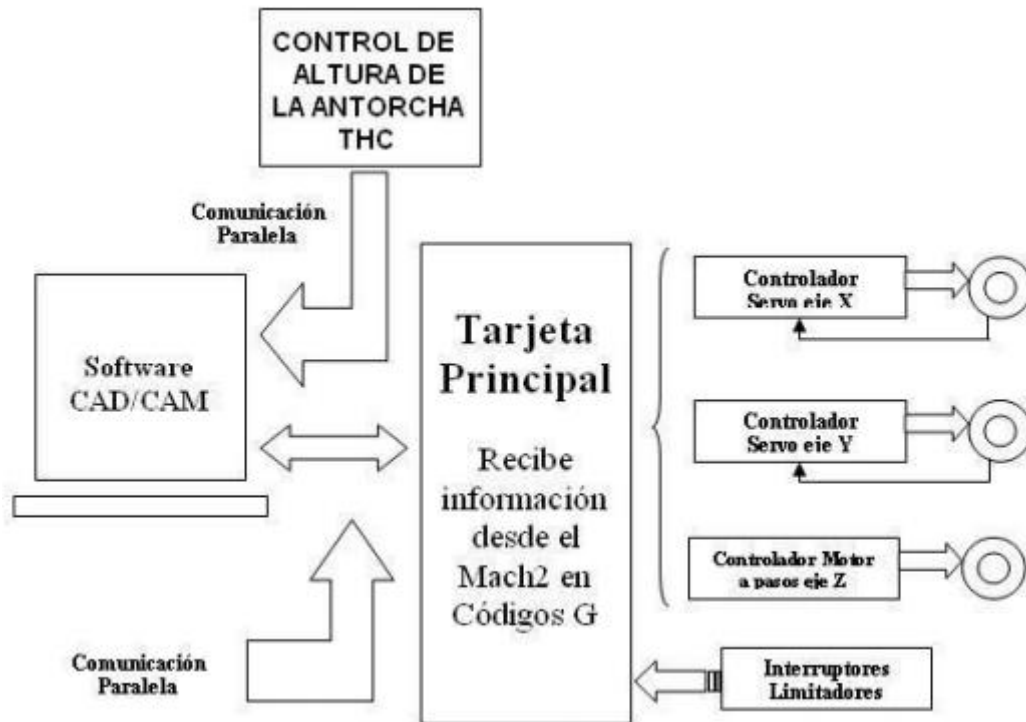 CONTROL DE
ALTURA DE
LA ANTORCHA
THC
Comunicación
Paralela
Software
CAD/CAM
Tarjeta
Principal
Recibe
información
desde el
Mach2 en
Códigos G
Controlador
Servo eje X
Controlador
Servo eje Y
Controlador Motor
a pasos eje Z
Interruptores
Limitadores
Comunicación
Paralela